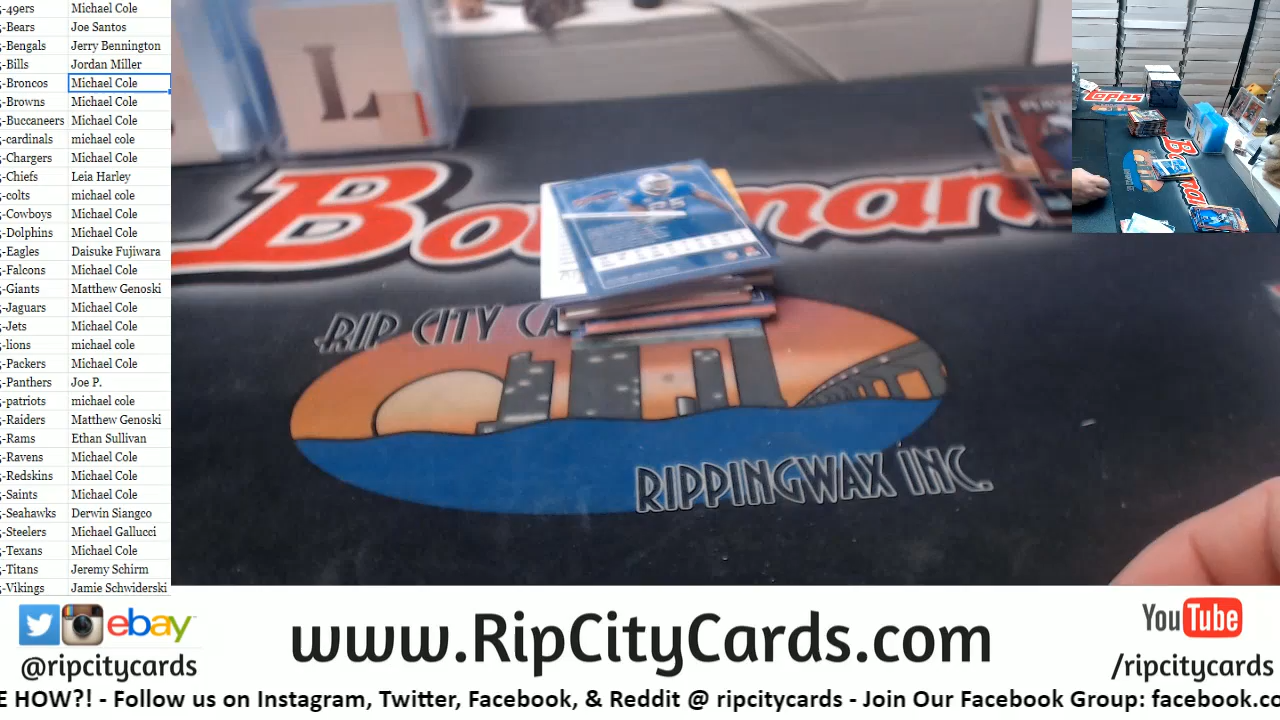 -49ers Michael Cole
-Bears Joe Santos
-Bengals Jerry Bennington
-Bills Jordan Miller
-Broncos Michael Cole
-Browns Michael Cole
-Buccaneers Michael Cole
-cardinals michael cole
-Chargers Michael Cole
-Chiefs Leia Harley
-colts michael cole
-Cowboys Michael Cole
-Dolphins Michael Cole
-Eagles Daisuke Fujiwara
-Falcons Michael Cole
-Giants Matthew Genoski
-Jaguars Michael Cole
-Jets Michael Cole
-lions michael cole
-Packers Michael Cole
-Panthers Joe P.
-patriots michael cole
-Raiders Matthew Genoski
-Rams Ethan Sullivan
-Ravens Michael Cole
-Redskins Michael Cole
-Saints Michael Cole
-Seahawks Derwin Siangco
-Steelers Michael Gallucci
-Texans Michael Cole
-Titans Jeremy Schirm
-Vikings Jamie Schwiderski
L
Bo man
RIP CITY CA
RIPPINGWAX INC.
Topps
ebay
@ripcitycards
www.RipCityCards.com
YouTube
/ripcitycards
E HOW?! - Follow us on Instagram, Twitter, Facebook, & Reddit @ ripcitycards - Join Our Facebook Group: facebook.co